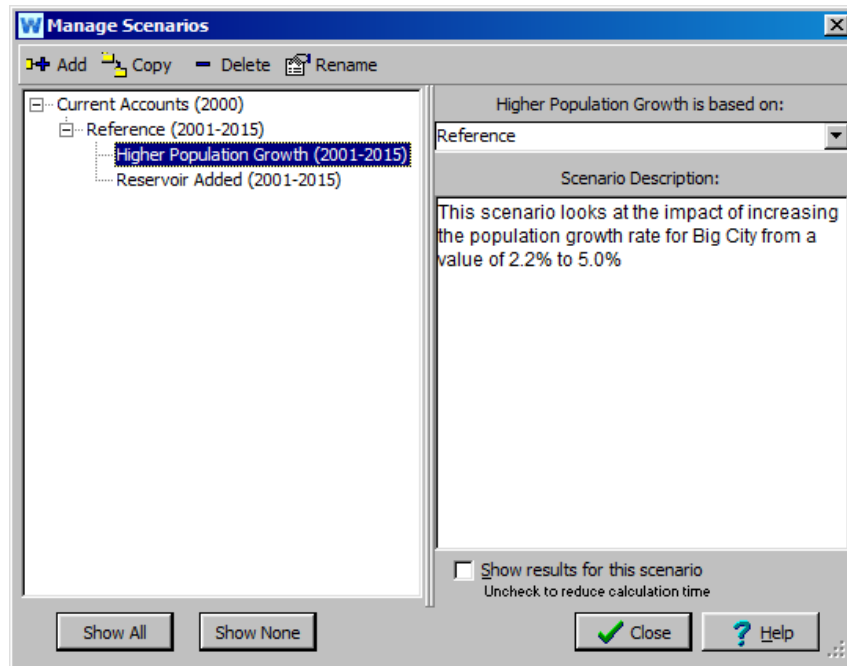 W Manage Scenarios
Add Copy Delete Rename
Current Accounts (2000)
Reference (2001-2015)
Higher Population Growth (2001-2015)
Reservoir Added (2001-2015)
Higher Population Growth is based on:
Reference
Scenario Description:
This scenario looks at the impact of increasing
the population growth rate for Big City from a
value of 2.2% to 5.0%
Show results for this scenario
Uncheck to reduce calculation time
Show All Show None Close ? Help